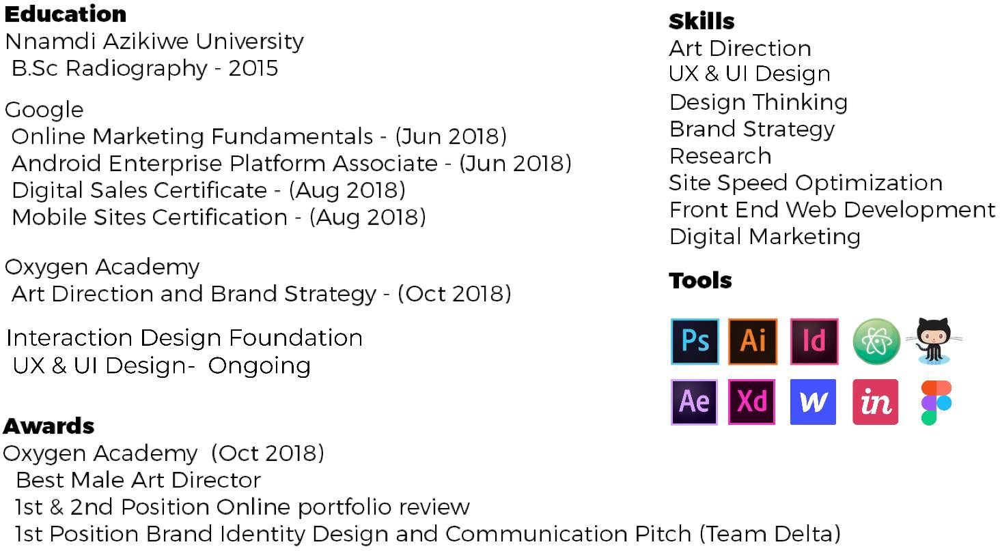 Education
Nnamdi Azikiwe University
B.Sc Radiography - 2015
Google
Online Marketing Fundamentals - (Jun 2018)
Android Enterprise Platform Associate - (Jun 2018)
Digital Sales Certificate - (Aug 2018)
Mobile Sites Certification - (Aug 2018)
Oxygen Academy
Art Direction and Brand Strategy - (Oct 2018)
Interaction Design Foundation
UX & UI Design- Ongoing
Awards
Oxygen Academy (Oct 2018)
Best Male Art Director
1st & 2nd Position Online portfolio review
1st Position Brand Identity Design and Communication Pitch (Team Delta)
Skills
Art Direction
UX & UI Design
Design Thinking
Brand Strategy
Research
Site Speed Optimization
Front End Web Development
Digital Marketing
Tools
Ps Ai Id
Ae Xd W in